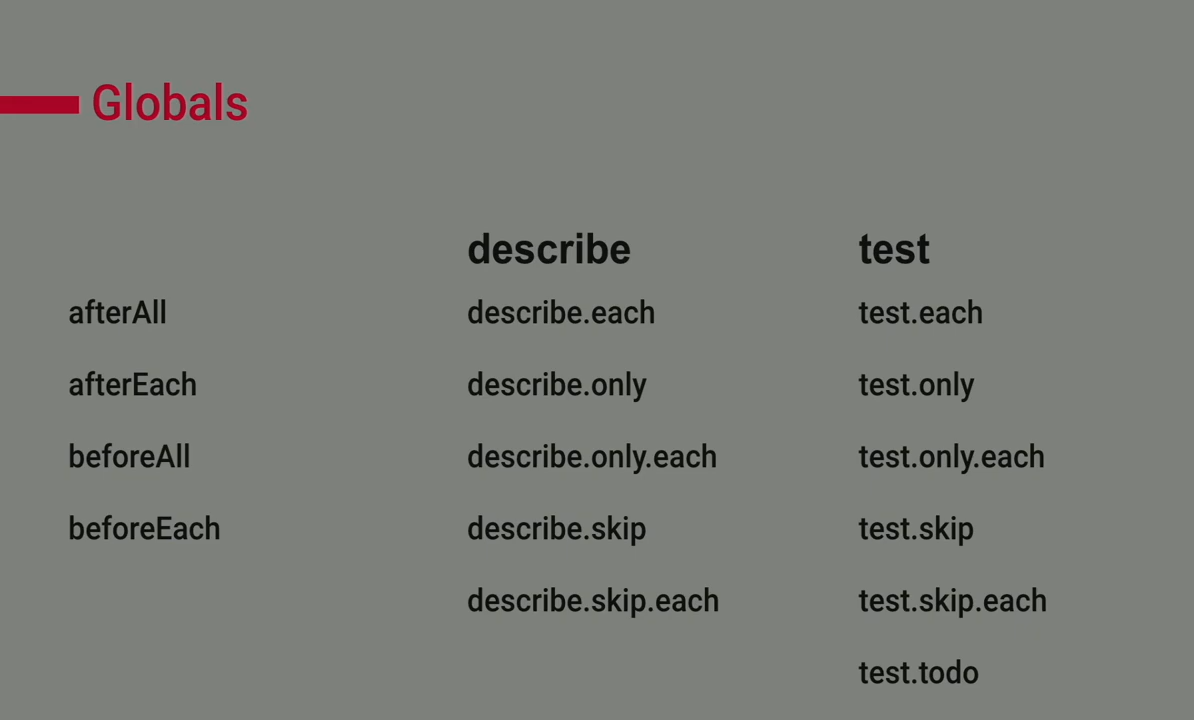 Globals
describe test
afterAll describe.each test.each
afterEach describe.only test.only
beforeAll describe.only.each test.only.each
beforeEach describe.skip test.skip
describe.skip.each test.skip.each
test.todo